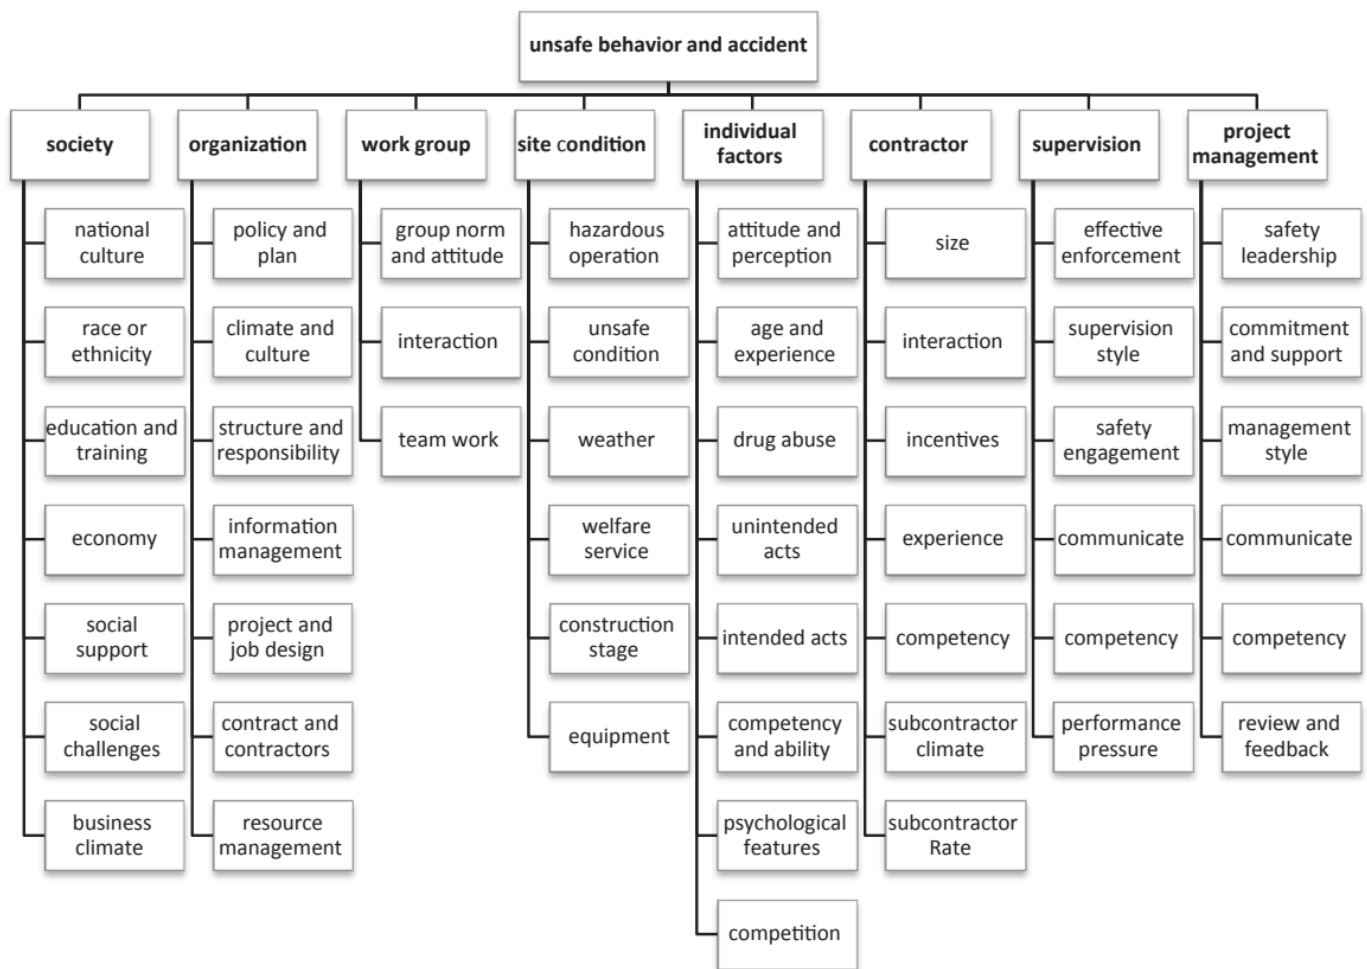 unsafe behavior and accident
society
organization
work group
site condition
individual
factors
contractor
supervision
project
management
national
culture
race or
ethnicity
education and
training
economy
social
support
social
challenges
business
climate
policy and
plan
climate and
culture
structure and
responsibility
information
management
project and
job design
contract and
contractors
resource
management
group norm
and attitude
interaction
team work
hazardous
operation
unsafe
condition
weather
welfare
service
construction
stage
equipment
attitude and
perception
age and
experience
drug abuse
unintended
acts
intended acts
competency
and ability
psychological
features
competition
size
interaction
incentives
experience
competency
subcontractor
climate
subcontractor
Rate
effective
enforcement
supervision
style
safety
engagement
communicate
competency
performance
pressure
safety
leadership
commitment
and support
management
style
communicate
competency
review and
feedback